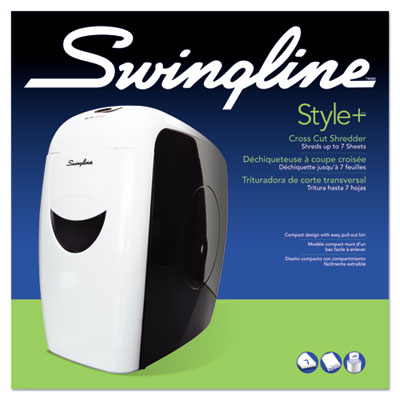 Swingline
Style+
Cross Cut Shredder
Shreds up to 7 Sheets
Déchiqueteuse à coupe croisée
Déchiquette jusqu'à 7 feuilles
Trituradora de corte transversal
Tritura hasta 7 hojas
Swingline
Compact design with easy pull-out bin
Modèle compact muni d'un
bac facile à enlever
Diseño compacto con compartimiento
fácilmente extraíble
7